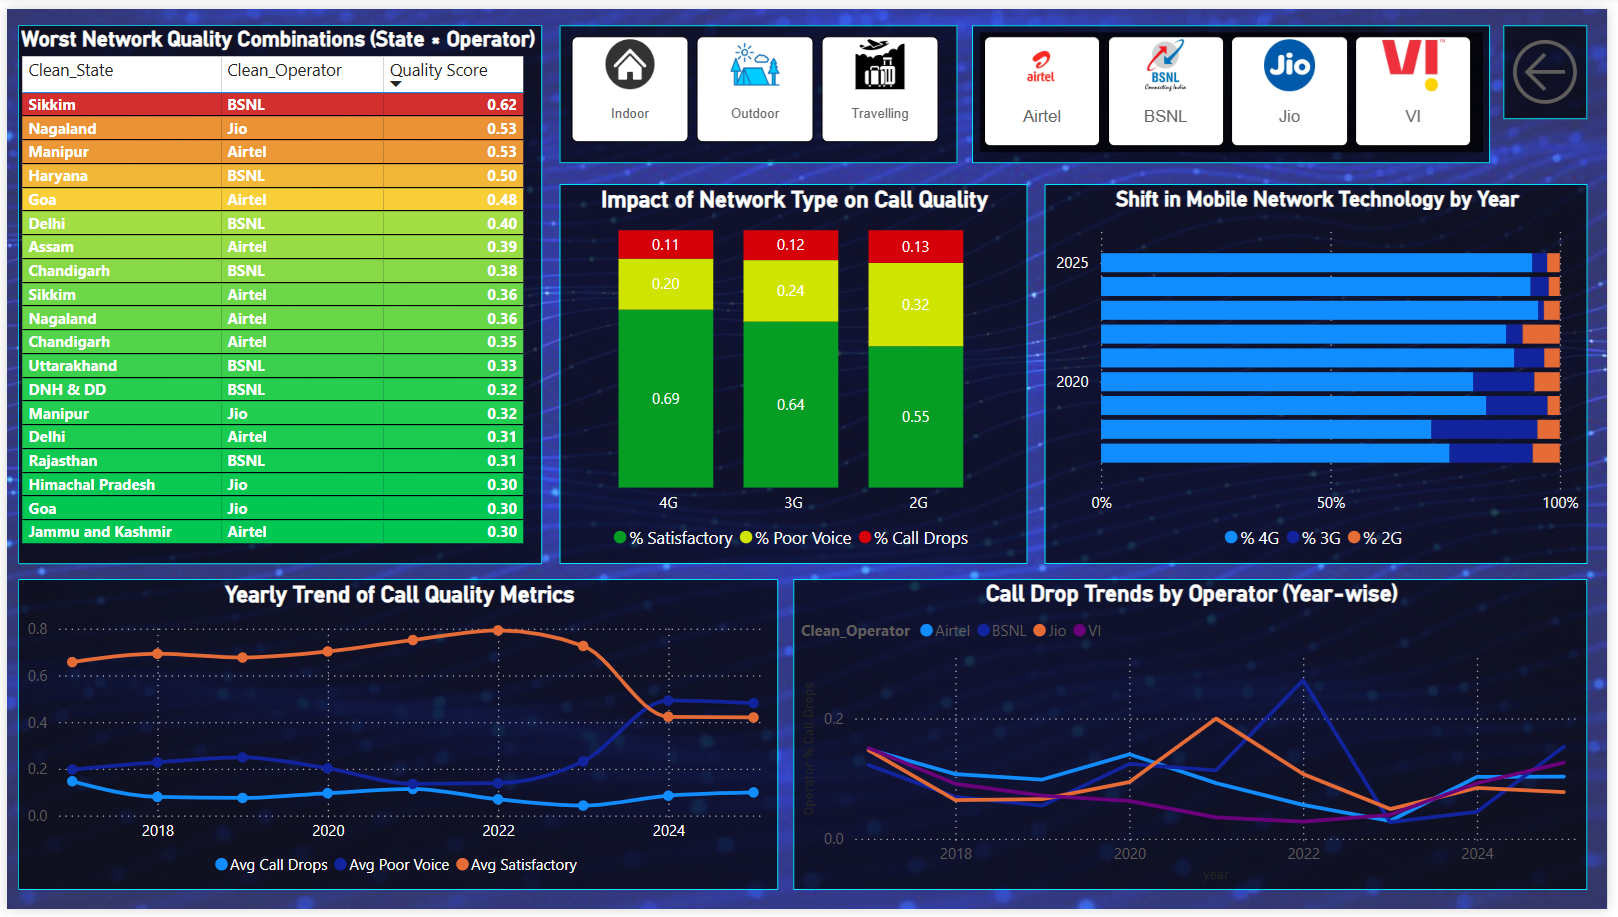 Worst Network Quality Combinations (State * Operator)
Clean_State Clean_Operator Quality Score
Sikkim BSNL 0.62
Nagaland Jio 0.53
Manipur Airtel 0.53
Haryana BSNL 0.50
Goa Airtel 0.48
Delhi BSNL 0.40
Assam Airtel 0.39
Chandigarh BSNL 0.38
Sikkim Airtel 0.36
Nagaland Airtel 0.36
Chandigarh Airtel 0.35
Uttarakhand BSNL 0.33
DNH & DD BSNL 0.32
Manipur Jio 0.32
Delhi Airtel 0.31
Rajasthan BSNL 0.31
Himachal Pradesh Jio 0.30
Goa Jio 0.30
Jammu and Kashmir Airtel 0.30
Indoor Outdoor Travelling
airtel
BSNL
Connecting India
Jio
VI
Airtel BSNL Jio VI
Impact of Network Type on Call Quality
0.11 0.12 0.13
0.20 0.24 0.32
0.69 0.64 0.55
4G 3G 2G
% Satisfactory % Poor Voice % Call Drops
Shift in Mobile Network Technology by Year
2025
2020
0% 50% 100%
% 4G % 3G % 2G
Yearly Trend of Call Quality Metrics
0.8
0.6
0.4
0.2
0.0
2018 2020 2022 2024
Avg Call Drops Avg Poor Voice Avg Satisfactory
Call Drop Trends by Operator (Year-wise)
Clean_Operator Airtel BSNL Jio VI
Operator % Call Drops
0.2
0.0
2018 2020 2022 2024
year